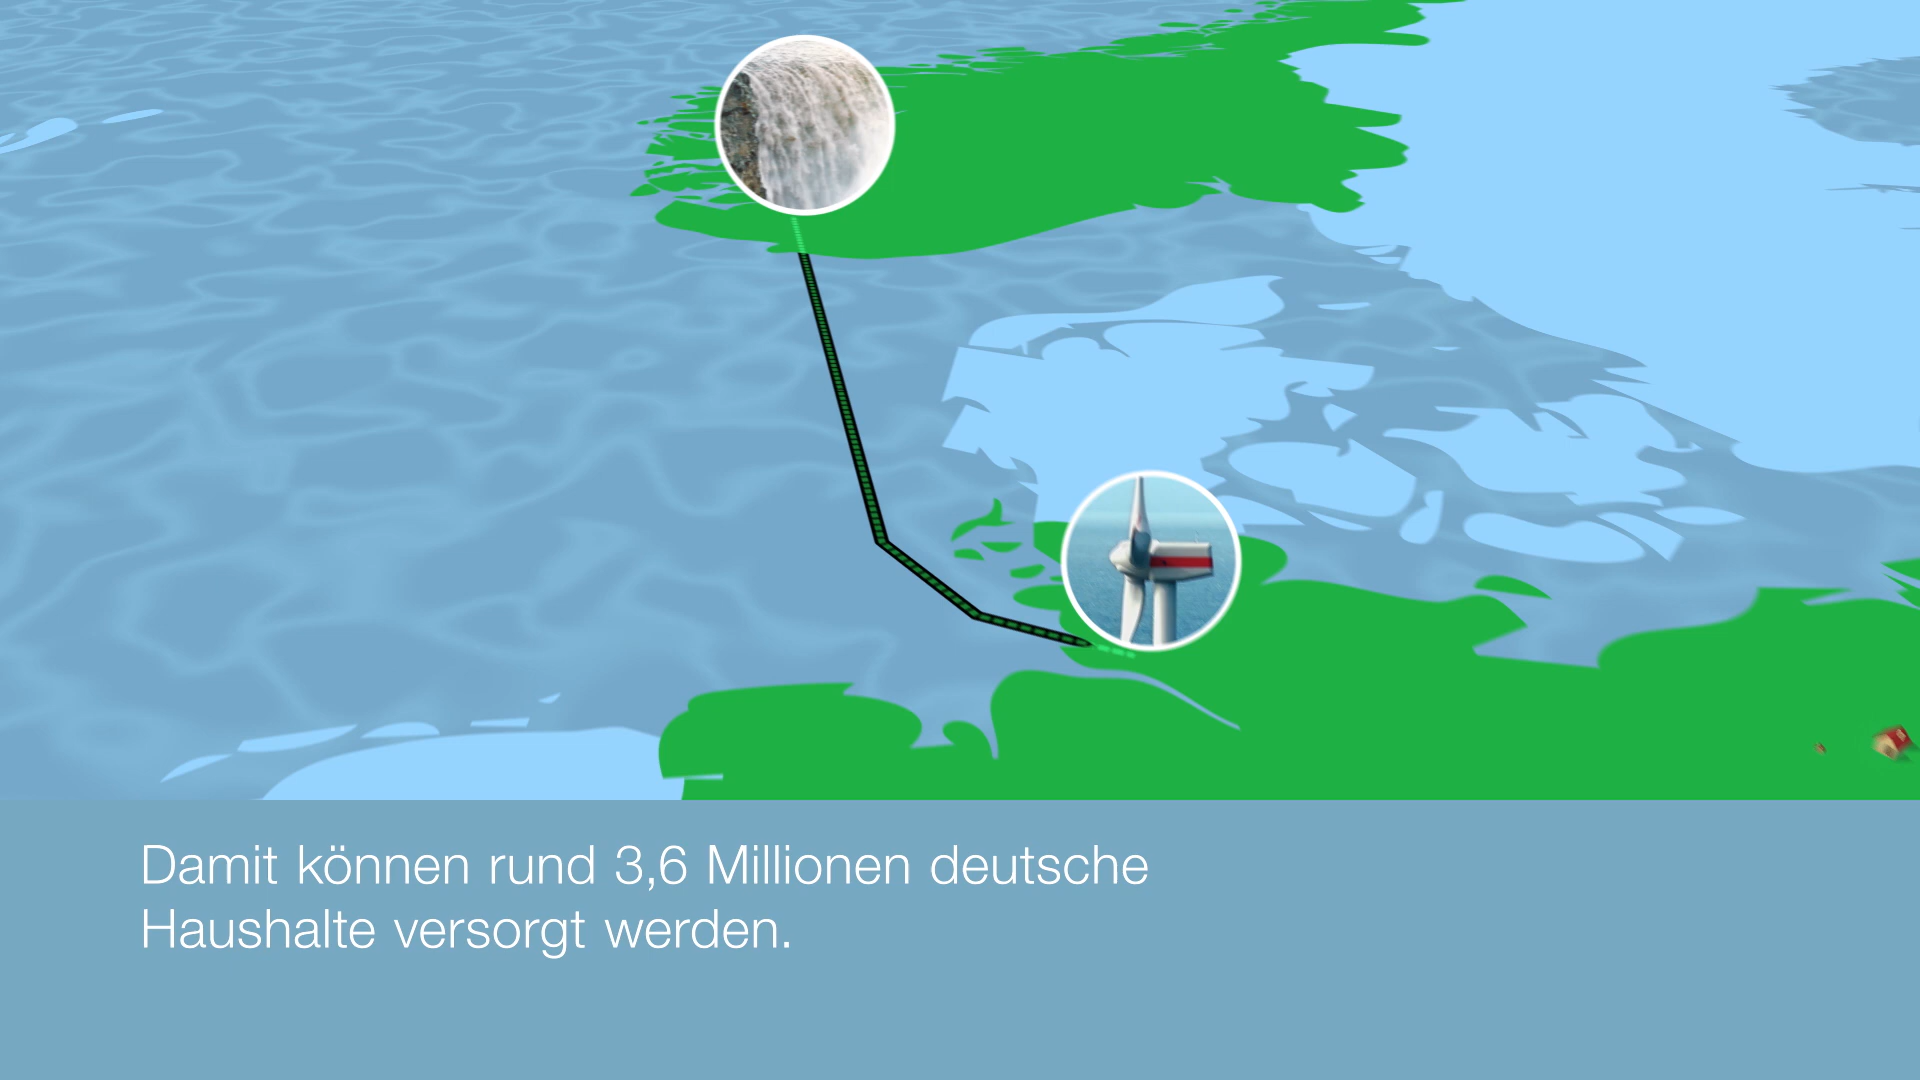 Damit können rund 3,6 Millionen deutsche
Haushalte versorgt werden.